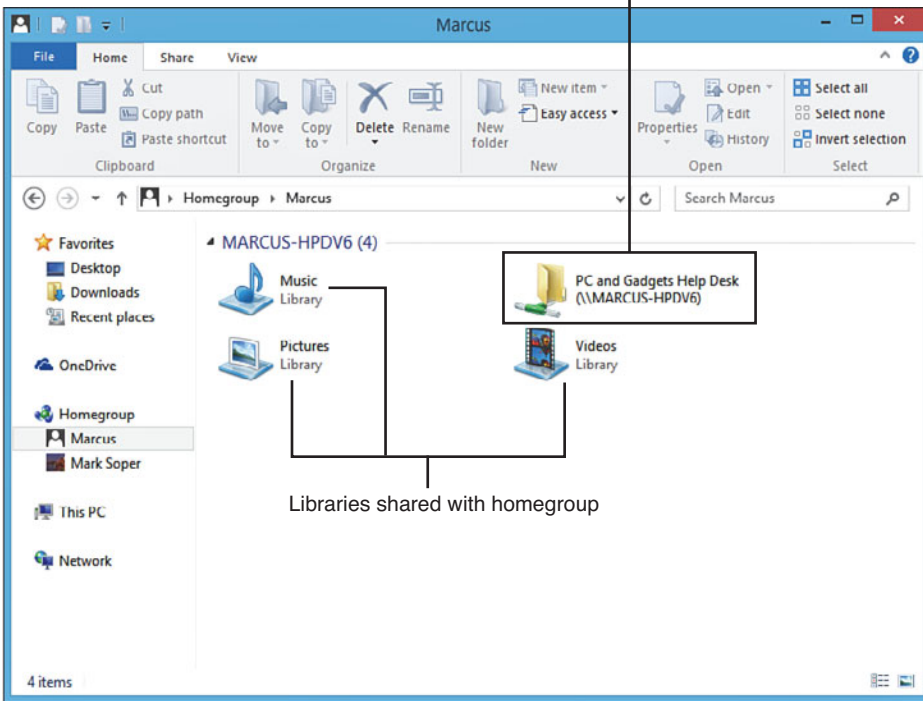 Marcus
File Home Share View
Copy
Paste
Cut
Copy path
Paste shortcut
Clipboard
Move to
Copy to
Delete
Rename
Organize
New folder
New item
Easy access
New
Properties
Open
Edit
History
Open
Select all
Select none
Invert selection
Select
Homegroup Marcus
Search Marcus
Favorites
Desktop
Downloads
Recent places
OneDrive
Homegroup
Marcus
Mark Soper
This PC
Network
MARCUS-HPDV6 (4)
Music
Library
PC and Gadgets Help Desk
(\\MARCUS-HPDV6)
Pictures
Library
Videos
Library
Libraries shared with homegroup
4 items